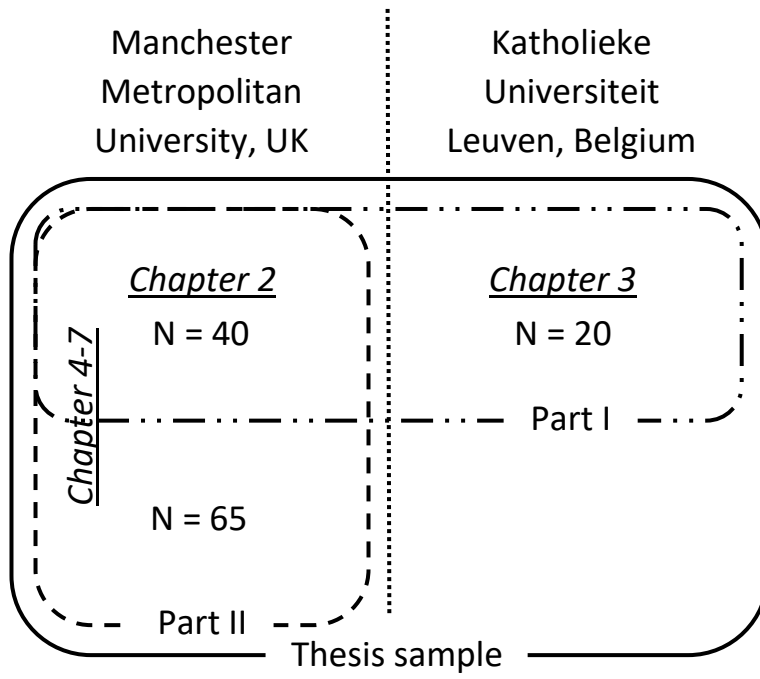 Manchester
Metropolitan
University, UK
Katholieke
Universiteit
Leuven, Belgium
Chapter 2
N = 40
Chapter 3
N = 20
Chapter 4-7
Part I
N = 65
Part II
Thesis sample